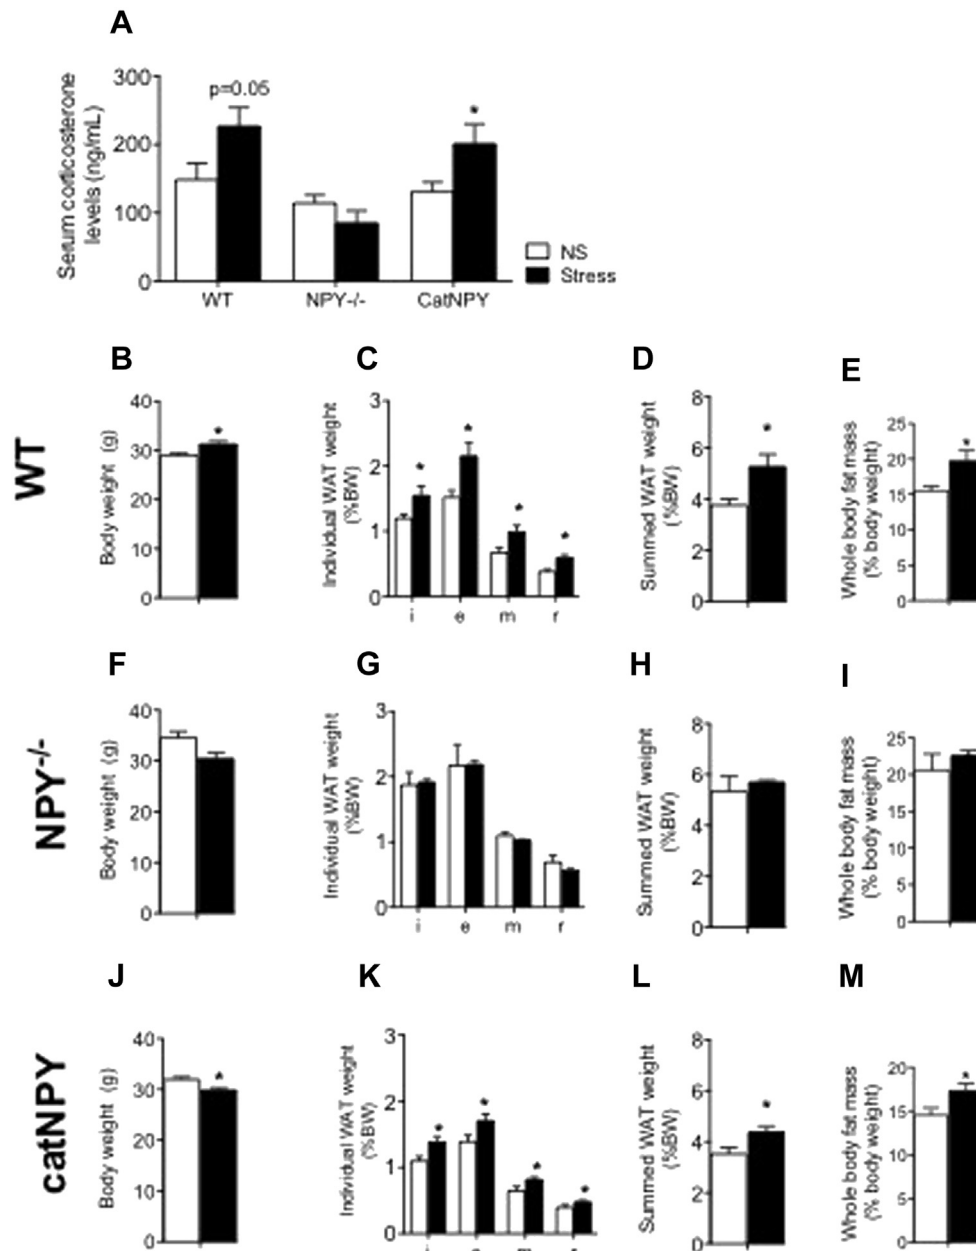 A
Serum corticosterone
levels (ng/mL)
300
200
100
0
p=0.05
*
WT
NPY-/-
CatNPY
NS
Stress
WT
B
Body weight (g)
40
30
20
10
0
*
C
Individual WAT weight
(%BW)
3
2
1
0
* * * *
i e m r
D
Summed WAT weight
(%BW)
8
6
4
2
0
*
E
Whole body fat mass
(% body weight)
25
20
15
10
5
0
*
NPY-/-
F
Body weight (g)
40
30
20
10
0
G
Individual WAT weight
(%BW)
3
2
1
0
i e m r
H
Summed WAT weight
(%BW)
8
6
4
2
0
I
Whole body fat mass
(% body weight)
25
20
15
10
5
0
catNPY
J
Body weight (g)
40
30
20
10
0
*
K
Individual WAT weight
(%BW)
3
2
1
0
* * * *
L
Summed WAT weight
(%BW)
8
6
4
2
0
*
M
Whole body fat mass
(% body weight)
20
15
10
5
0
*